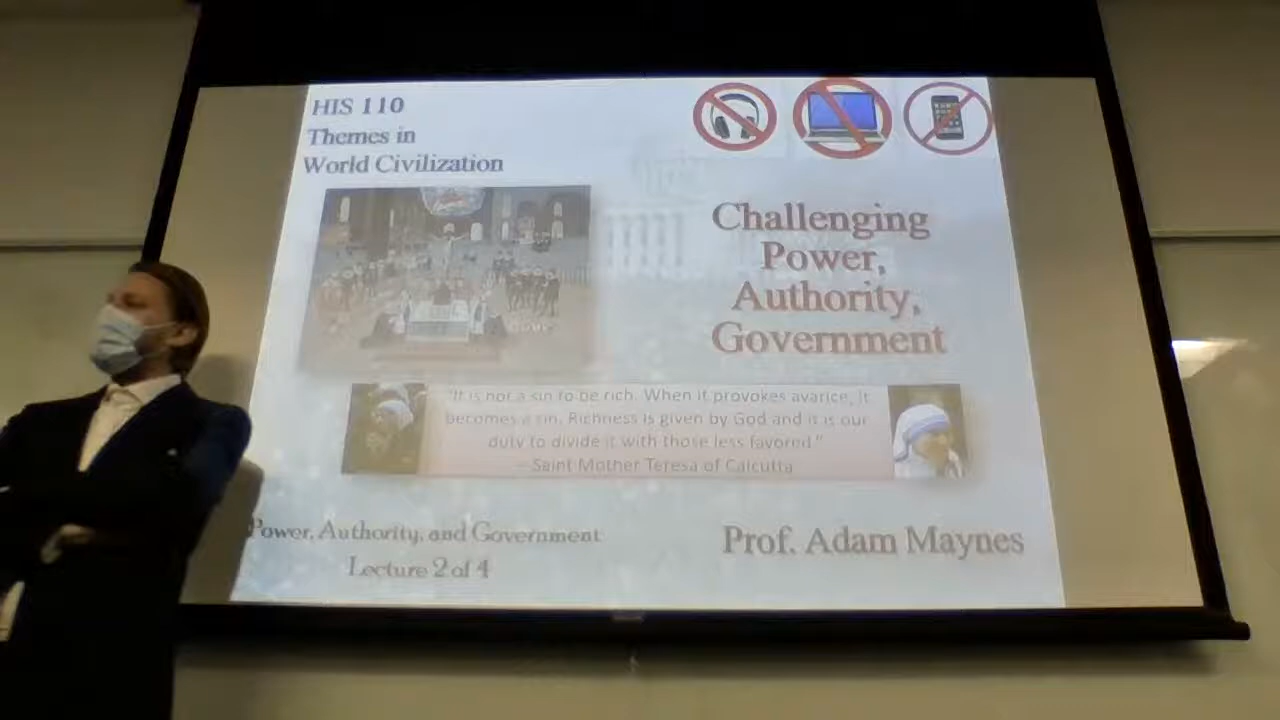 HIS 110
Themes in
World Civilization
Challenging
Power,
Authority,
Government
"It is not a sin to be rich. When it provokes avarice, it
becomes a sin. Richness is given by God and it is our
duty to divide it with those less favored."
– Saint Mother Teresa of Calcutta
Power, Authority, and Government
Lecture 2 of 4
Prof. Adam Maynes